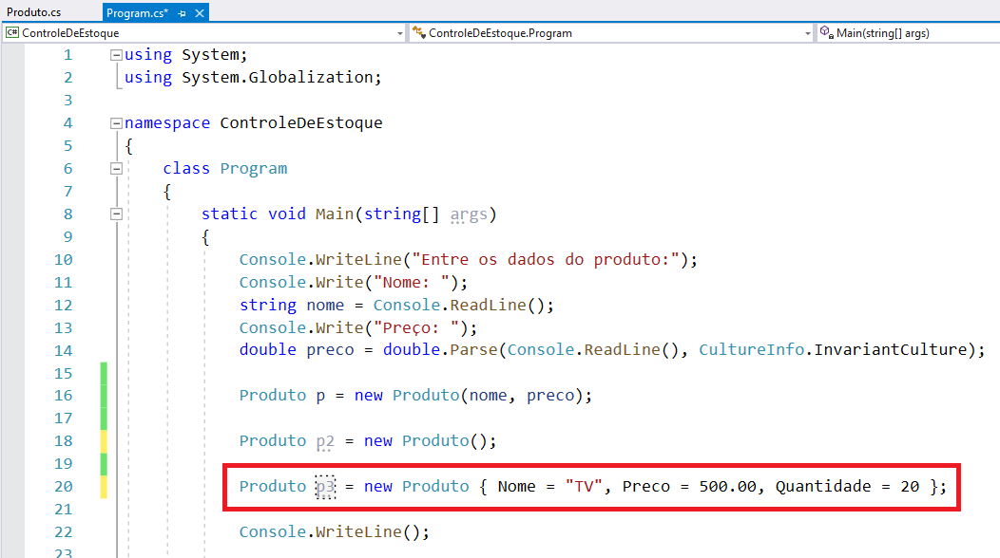 Produto.cs
Program.cs*
ControleDeEstoque
ControleDeEstoque.Program
Main(string[] args)
1 using System;
2 using System.Globalization;
3
4 namespace ControleDeEstoque
5 {
6 class Program
7 {
8 static void Main(string[] args)
9 {
10 Console.WriteLine("Entre os dados do produto:");
11 Console.Write("Nome: ");
12 string nome = Console.ReadLine();
13 Console.Write("Preço: ");
14 double preco = double.Parse(Console.ReadLine(), CultureInfo.InvariantCulture);
15
16 Produto p = new Produto(nome, preco);
17
18 Produto p2 = new Produto();
19
20 Produto p3 = new Produto { Nome = "TV", Preco = 500.00, Quantidade = 20 };
21
22 Console.WriteLine();
23